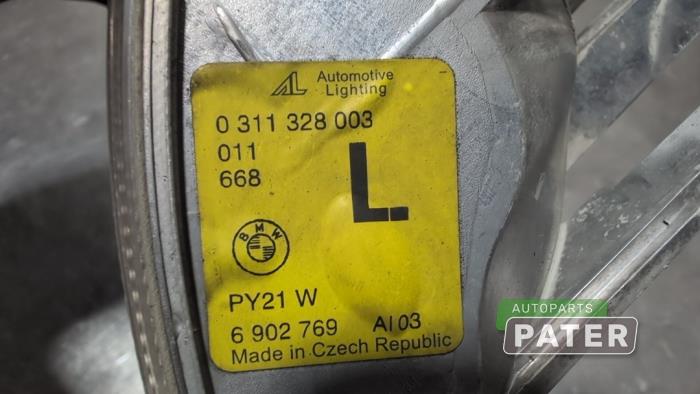 AL Automotive
Lighting
0 311 328 003
011
668
L
BMW
PY21 W
6 902 769 AI 03
Made in Czech Republic
AUTOPARTS
PATER